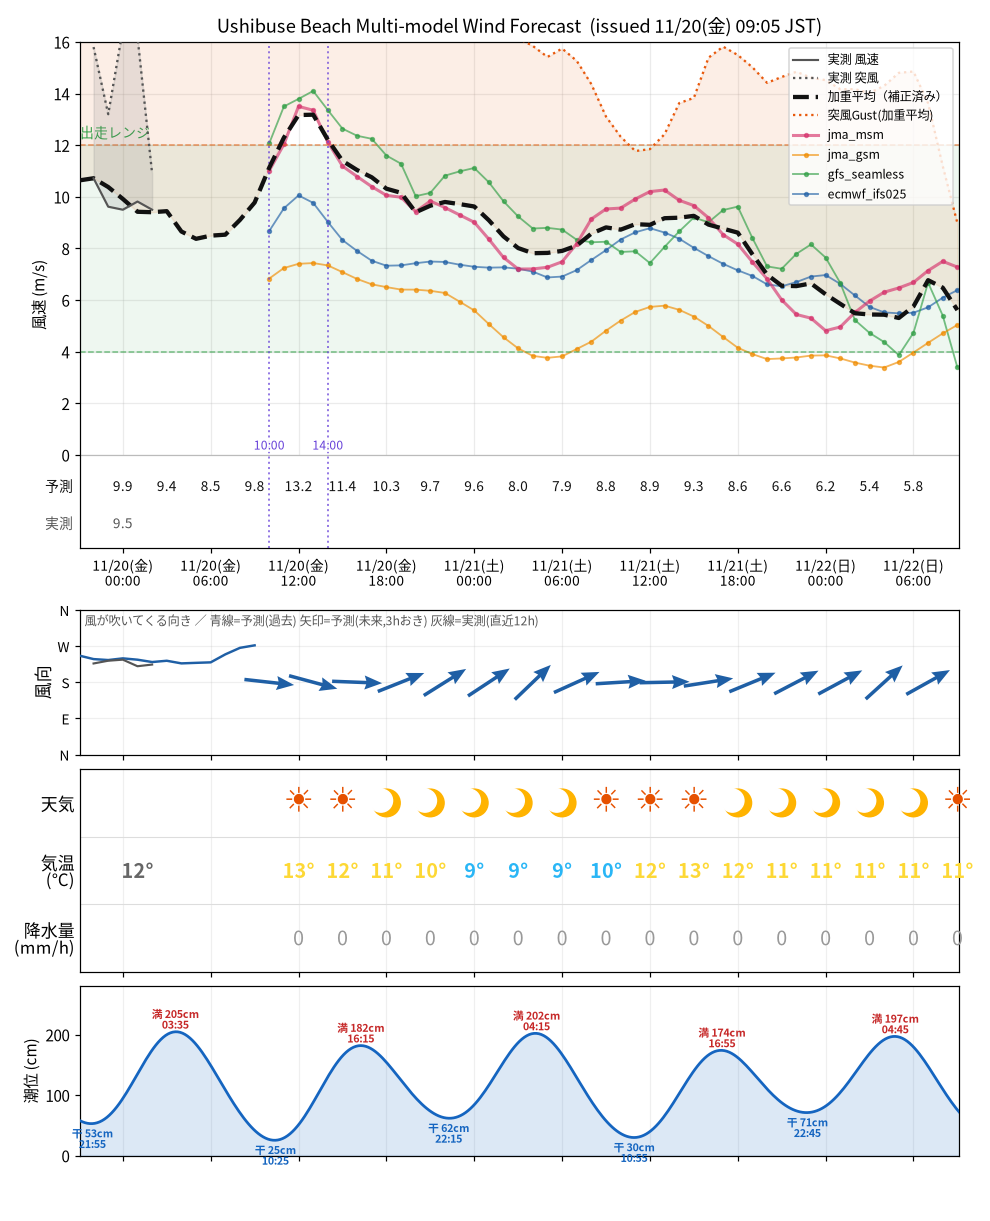 Ushibuse Beach Multi-model Wind Forecast  (issued 11/20(金) 09:05 JST)
風速 (m/s)
16
14
12
10
8
6
4
2
0
出走レンジ
実測 風速
実測 突風
加重平均（補正済み）
突風Gust(加重平均)
jma_msm
jma_gsm
gfs_seamless
ecmwf_ifs025
10:00 14:00
予測 9.9 9.4 8.5 9.8 13.2 11.4 10.3 9.7 9.6 8.0 7.9 8.8 8.9 9.3 8.6 6.6 6.2 5.4 5.8
実測 9.5
11/20(金) 11/20(金) 11/20(金) 11/20(金) 11/21(土) 11/21(土) 11/21(土) 11/21(土) 11/22(日) 11/22(日)
00:00 06:00 12:00 18:00 00:00 06:00 12:00 18:00 00:00 06:00
風向
N
W
S
E
N
風が吹いてくる向き ／ 青線=予測(過去) 矢印=予測(未来,3hおき) 灰線=実測(直近12h)
天気
気温
(℃)
12° 13° 12° 11° 10° 9° 9° 9° 10° 12° 13° 12° 11° 11° 11° 11° 11°
降水量
(mm/h)
0 0 0 0 0 0 0 0 0 0 0 0 0 0 0 0
潮位 (cm)
200
100
0
満 205cm
03:35
満 182cm
16:15
満 202cm
04:15
満 174cm
16:55
満 197cm
04:45
干 53cm
21:55
干 25cm
10:25
干 62cm
22:15
干 30cm
10:55
干 71cm
22:45